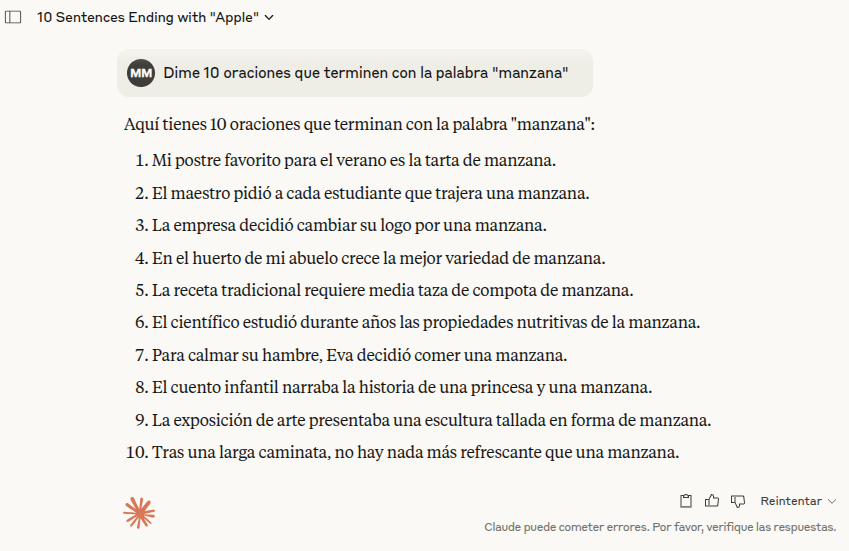 10 Sentences Ending with "Apple"
MM Dime 10 oraciones que terminen con la palabra "manzana"
Aquí tienes 10 oraciones que terminan con la palabra "manzana":
1. Mi postre favorito para el verano es la tarta de manzana.
2. El maestro pidió a cada estudiante que trajera una manzana.
3. La empresa decidió cambiar su logo por una manzana.
4. En el huerto de mi abuelo crece la mejor variedad de manzana.
5. La receta tradicional requiere media taza de compota de manzana.
6. El científico estudió durante años las propiedades nutritivas de la manzana.
7. Para calmar su hambre, Eva decidió comer una manzana.
8. El cuento infantil narraba la historia de una princesa y una manzana.
9. La exposición de arte presentaba una escultura tallada en forma de manzana.
10. Tras una larga caminata, no hay nada más refrescante que una manzana.
Reintentar
Claude puede cometer errores. Por favor, verifique las respuestas.